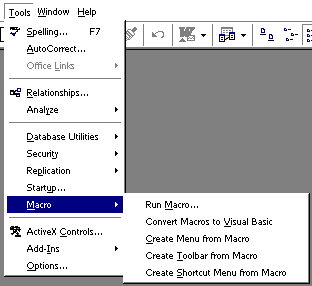 Tools Window Help
Spelling... F7
AutoCorrect...
Office Links
Relationships...
Analyze
Database Utilities
Security
Replication
Startup...
Macro
ActiveX Controls...
Add-Ins
Options...
Run Macro...
Convert Macros to Visual Basic
Create Menu from Macro
Create Toolbar from Macro
Create Shortcut Menu from Macro